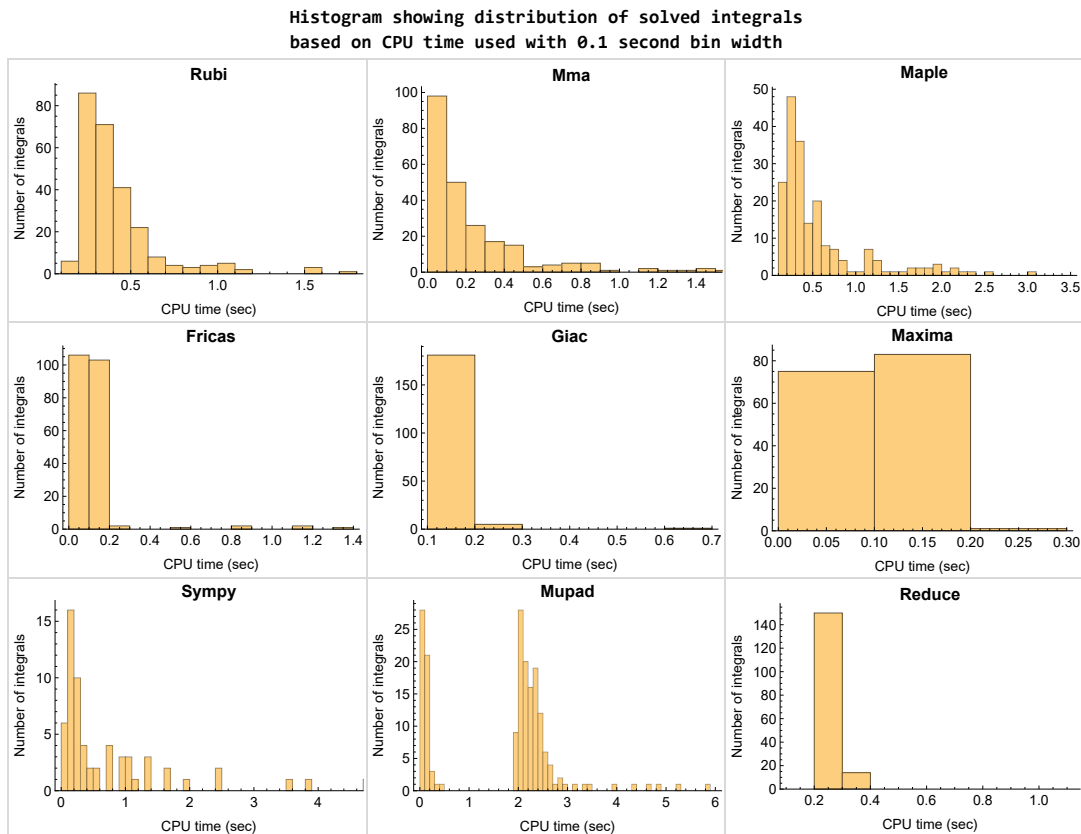 Histogram showing distribution of solved integrals
based on CPU time used with 0.1 second bin width
Rubi
Number of integrals
80
60
40
20
0
0.5 1.0 1.5
CPU time (sec)
Mma
Number of integrals
100
80
60
40
20
0
0.0 0.2 0.4 0.6 0.8 1.0 1.2 1.4
CPU time (sec)
Maple
Number of integrals
50
40
30
20
10
0
0.5 1.0 1.5 2.0 2.5 3.0 3.5
CPU time (sec)
Fricas
Number of integrals
100
80
60
40
20
0
0.0 0.2 0.4 0.6 0.8 1.0 1.2 1.4
CPU time (sec)
Giac
Number of integrals
150
100
50
0
0.1 0.2 0.3 0.4 0.5 0.6 0.7
CPU time (sec)
Maxima
Number of integrals
80
60
40
20
0
0.00 0.05 0.10 0.15 0.20 0.25 0.30
CPU time (sec)
Sympy
Number of integrals
15
10
5
0
0 1 2 3 4
CPU time (sec)
Mupad
Number of integrals
25
20
15
10
5
0
0 1 2 3 4 5 6
CPU time (sec)
Reduce
Number of integrals
140
120
100
80
60
40
20
0
0.2 0.4 0.6 0.8 1.0
CPU time (sec)